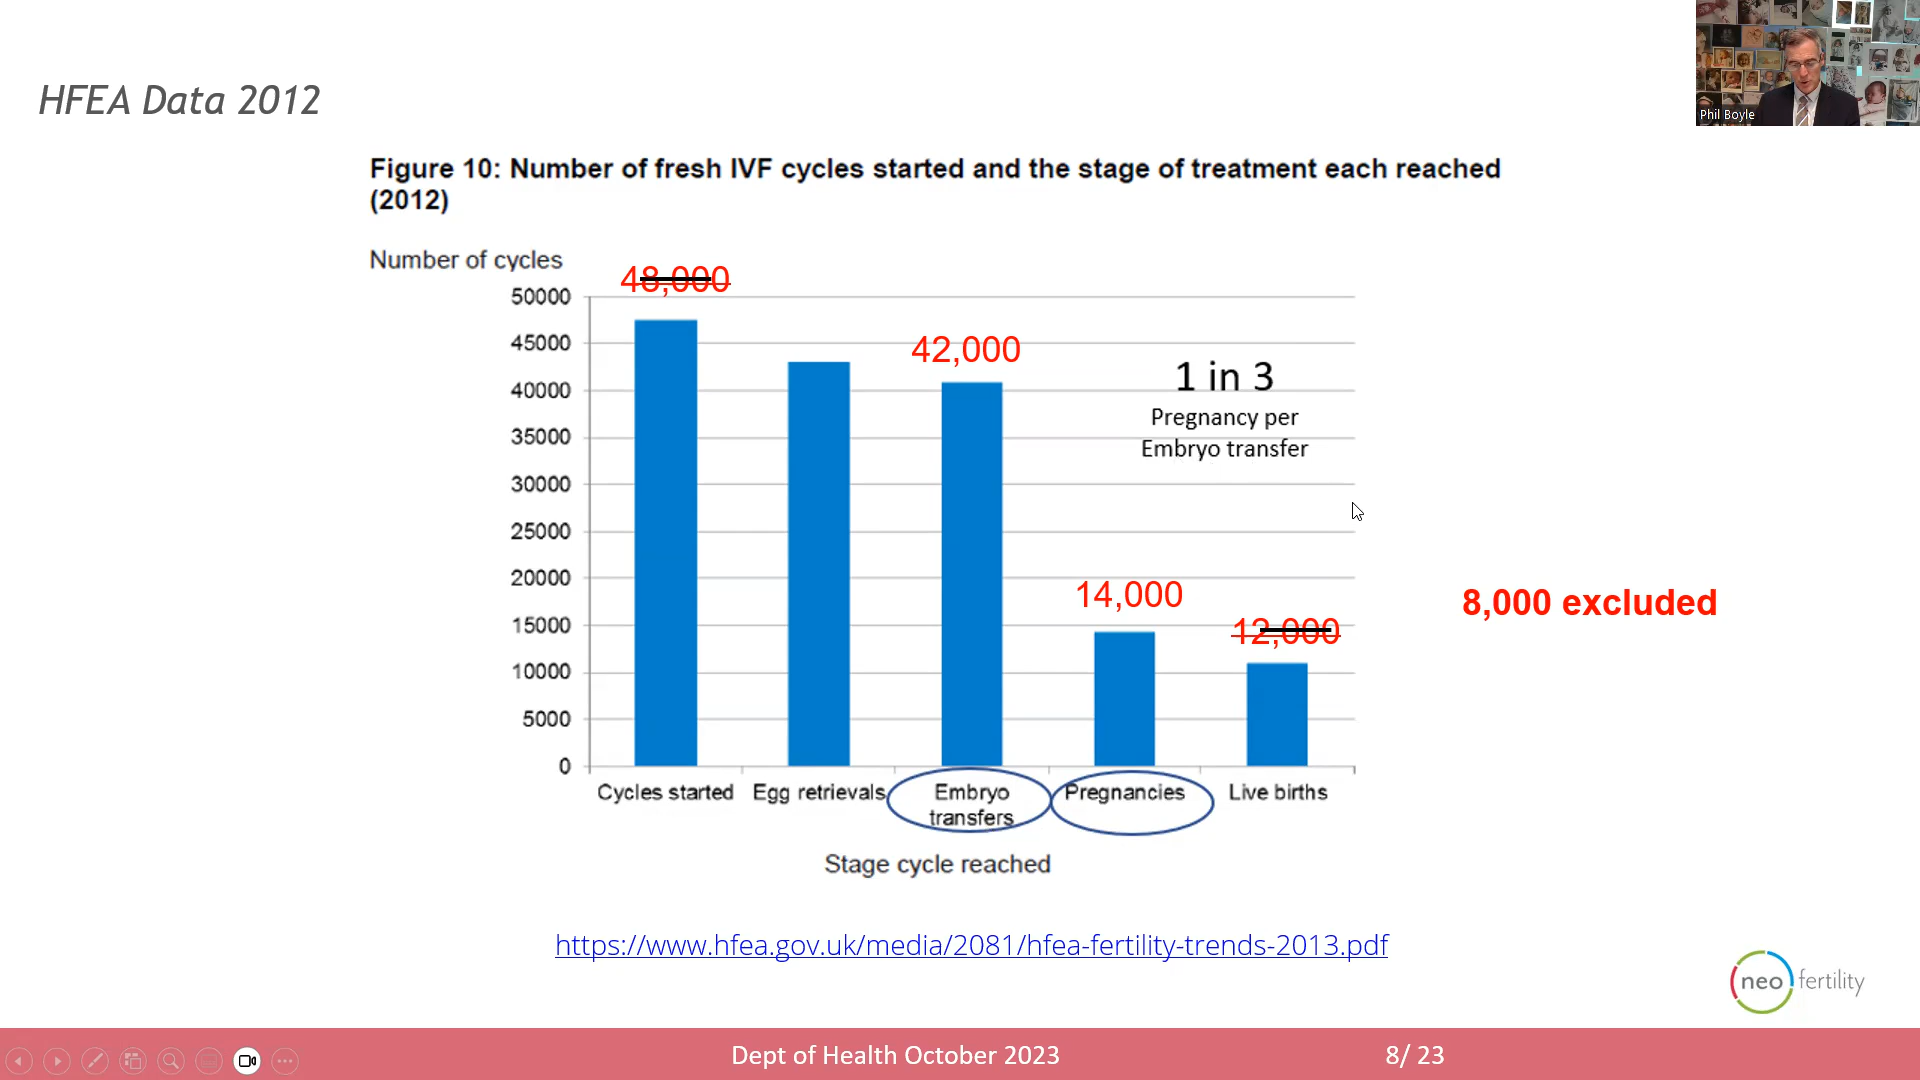 HFEA Data 2012
Phil Boyle
Figure 10: Number of fresh IVF cycles started and the stage of treatment each reached
(2012)
Number of cycles
48,000
50000
45000
42,000
40000
1 in 3
Pregnancy per
Embryo transfer
35000
30000
25000
20000
14,000
8,000 excluded
15000
12,000
10000
5000
0
Cycles started
Egg retrievals
Embryo
transfers
Pregnancies
Live births
Stage cycle reached
https://www.hfea.gov.uk/media/2081/hfea-fertility-trends-2013.pdf
neo fertility
Dept of Health October 2023
8/ 23